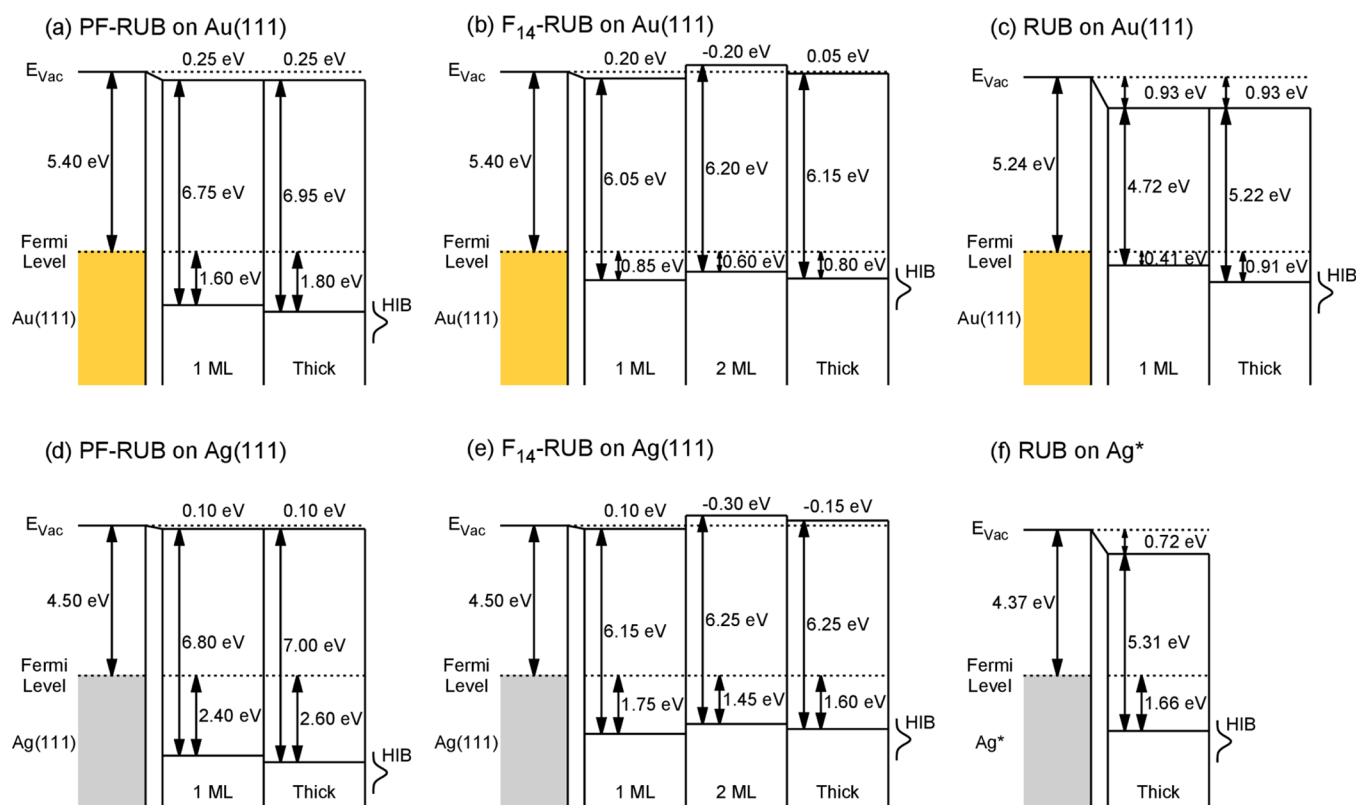 (a) PF-RUB on Au(111)
0.25 eV 0.25 eV
E_Vac
5.40 eV
6.75 eV
6.95 eV
Fermi
Level
1.60 eV
1.80 eV
HIB
Au(111)
1 ML Thick
(b) F₁₄-RUB on Au(111)
0.20 eV -0.20 eV 0.05 eV
E_Vac
5.40 eV
6.05 eV
6.20 eV
6.15 eV
Fermi
Level
0.85 eV
0.60 eV
0.80 eV
HIB
Au(111)
1 ML 2 ML Thick
(c) RUB on Au(111)
E_Vac
0.93 eV 0.93 eV
5.24 eV
4.72 eV
5.22 eV
Fermi
Level
0.41 eV
0.91 eV
HIB
Au(111)
1 ML Thick
(d) PF-RUB on Ag(111)
0.10 eV 0.10 eV
E_Vac
4.50 eV
6.80 eV
7.00 eV
Fermi
Level
2.40 eV
2.60 eV
HIB
Ag(111)
1 ML Thick
(e) F₁₄-RUB on Ag(111)
0.10 eV -0.30 eV -0.15 eV
E_Vac
4.50 eV
6.15 eV
6.25 eV
6.25 eV
Fermi
Level
1.75 eV
1.45 eV
1.60 eV
HIB
Ag(111)
1 ML 2 ML Thick
(f) RUB on Ag*
E_Vac
0.72 eV
4.37 eV
5.31 eV
Fermi
Level
1.66 eV
HIB
Ag*
Thick